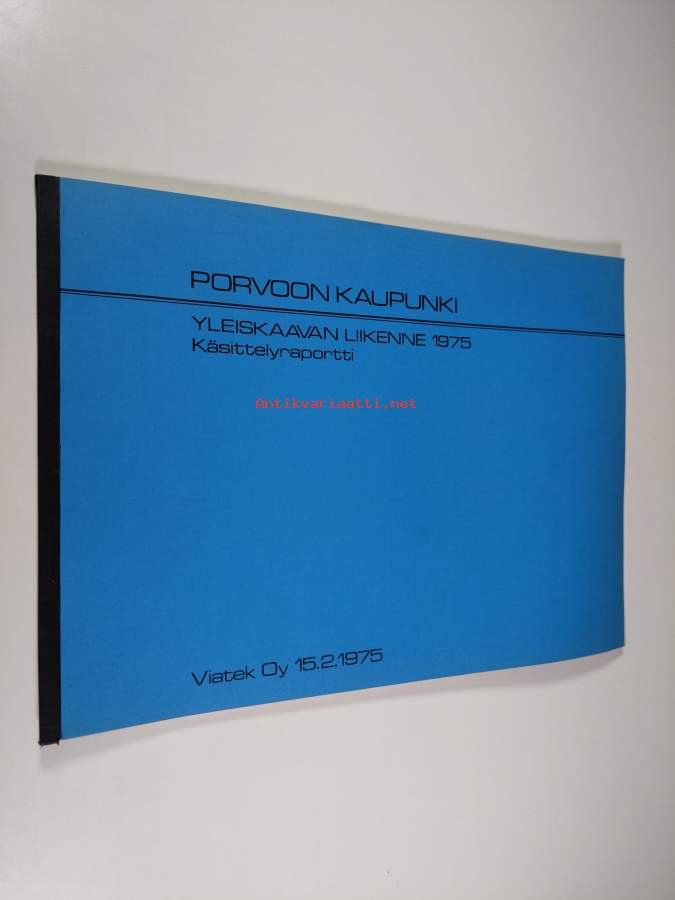 PORVOON KAUPUNKI
YLEISKAAVAN LIIKENNE 1975
Käsittelyraportti
Antikvariaatti.net
Viatek Oy 15.2.1975